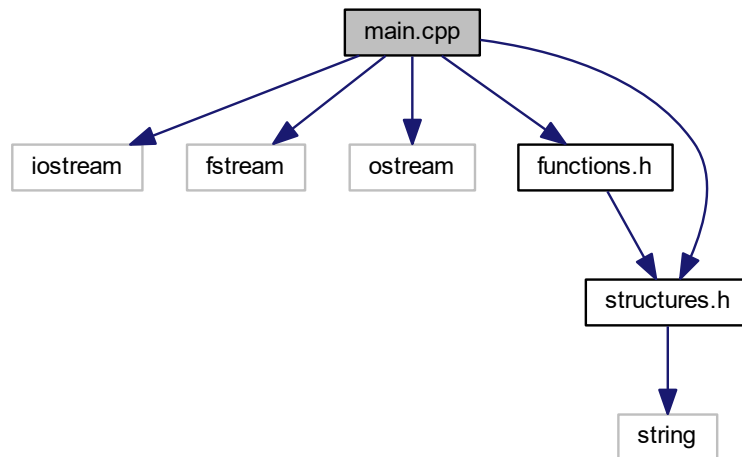 main.cpp
iostream
fstream
ostream
functions.h
structures.h
string